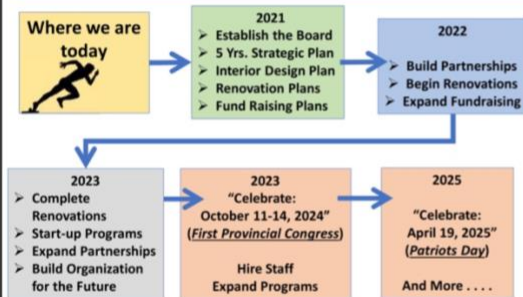 Where we are
today
2021
➢ Establish the Board
➢ 5 Yrs. Strategic Plan
➢ Interior Design Plan
➢ Renovation Plans
➢ Fund Raising Plans
2022
➢ Build Partnerships
➢ Begin Renovations
➢ Expand Fundraising
2023
➢ Complete
Renovations
➢ Start-up Programs
➢ Expand Partnerships
➢ Build Organization
for the Future
2023
"Celebrate:
October 11-14, 2024"
(First Provincial Congress)
Hire Staff
Expand Programs
2025
"Celebrate:
April 19, 2025"
(Patriots Day)
And More . . . .